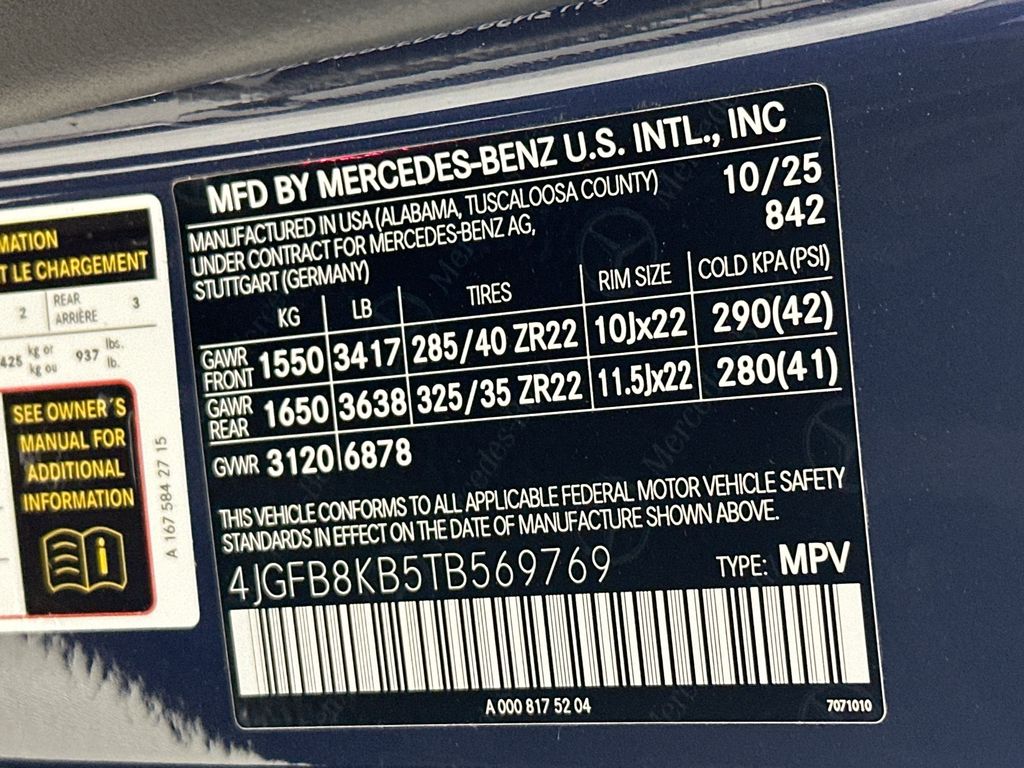 MFD BY MERCEDES-BENZ U.S. INTL., INC
MANUFACTURED IN USA (ALABAMA, TUSCALOOSA COUNTY) 10/25
UNDER CONTRACT FOR MERCEDES-BENZ AG, 842
STUTTGART (GERMANY)
KG LB TIRES RIM SIZE COLD KPA (PSI)
GAWR FRONT 1550 3417 285/40 ZR22 10Jx22 290(42)
GAWR REAR 1650 3638 325/35 ZR22 11.5Jx22 280(41)
GVWR 3120 6878
THIS VEHICLE CONFORMS TO ALL APPLICABLE FEDERAL MOTOR VEHICLE SAFETY
STANDARDS IN EFFECT ON THE DATE OF MANUFACTURE SHOWN ABOVE.
4JGFB8KB5TB569769 TYPE: MPV
A 000 817 52 04 7071010
LE CHARGEMENT
2 REAR ARRIÈRE 3
kg or kg ou 937 lbs. lb.
SEE OWNER´S
MANUAL FOR
ADDITIONAL
INFORMATION
A 167 584 27 15